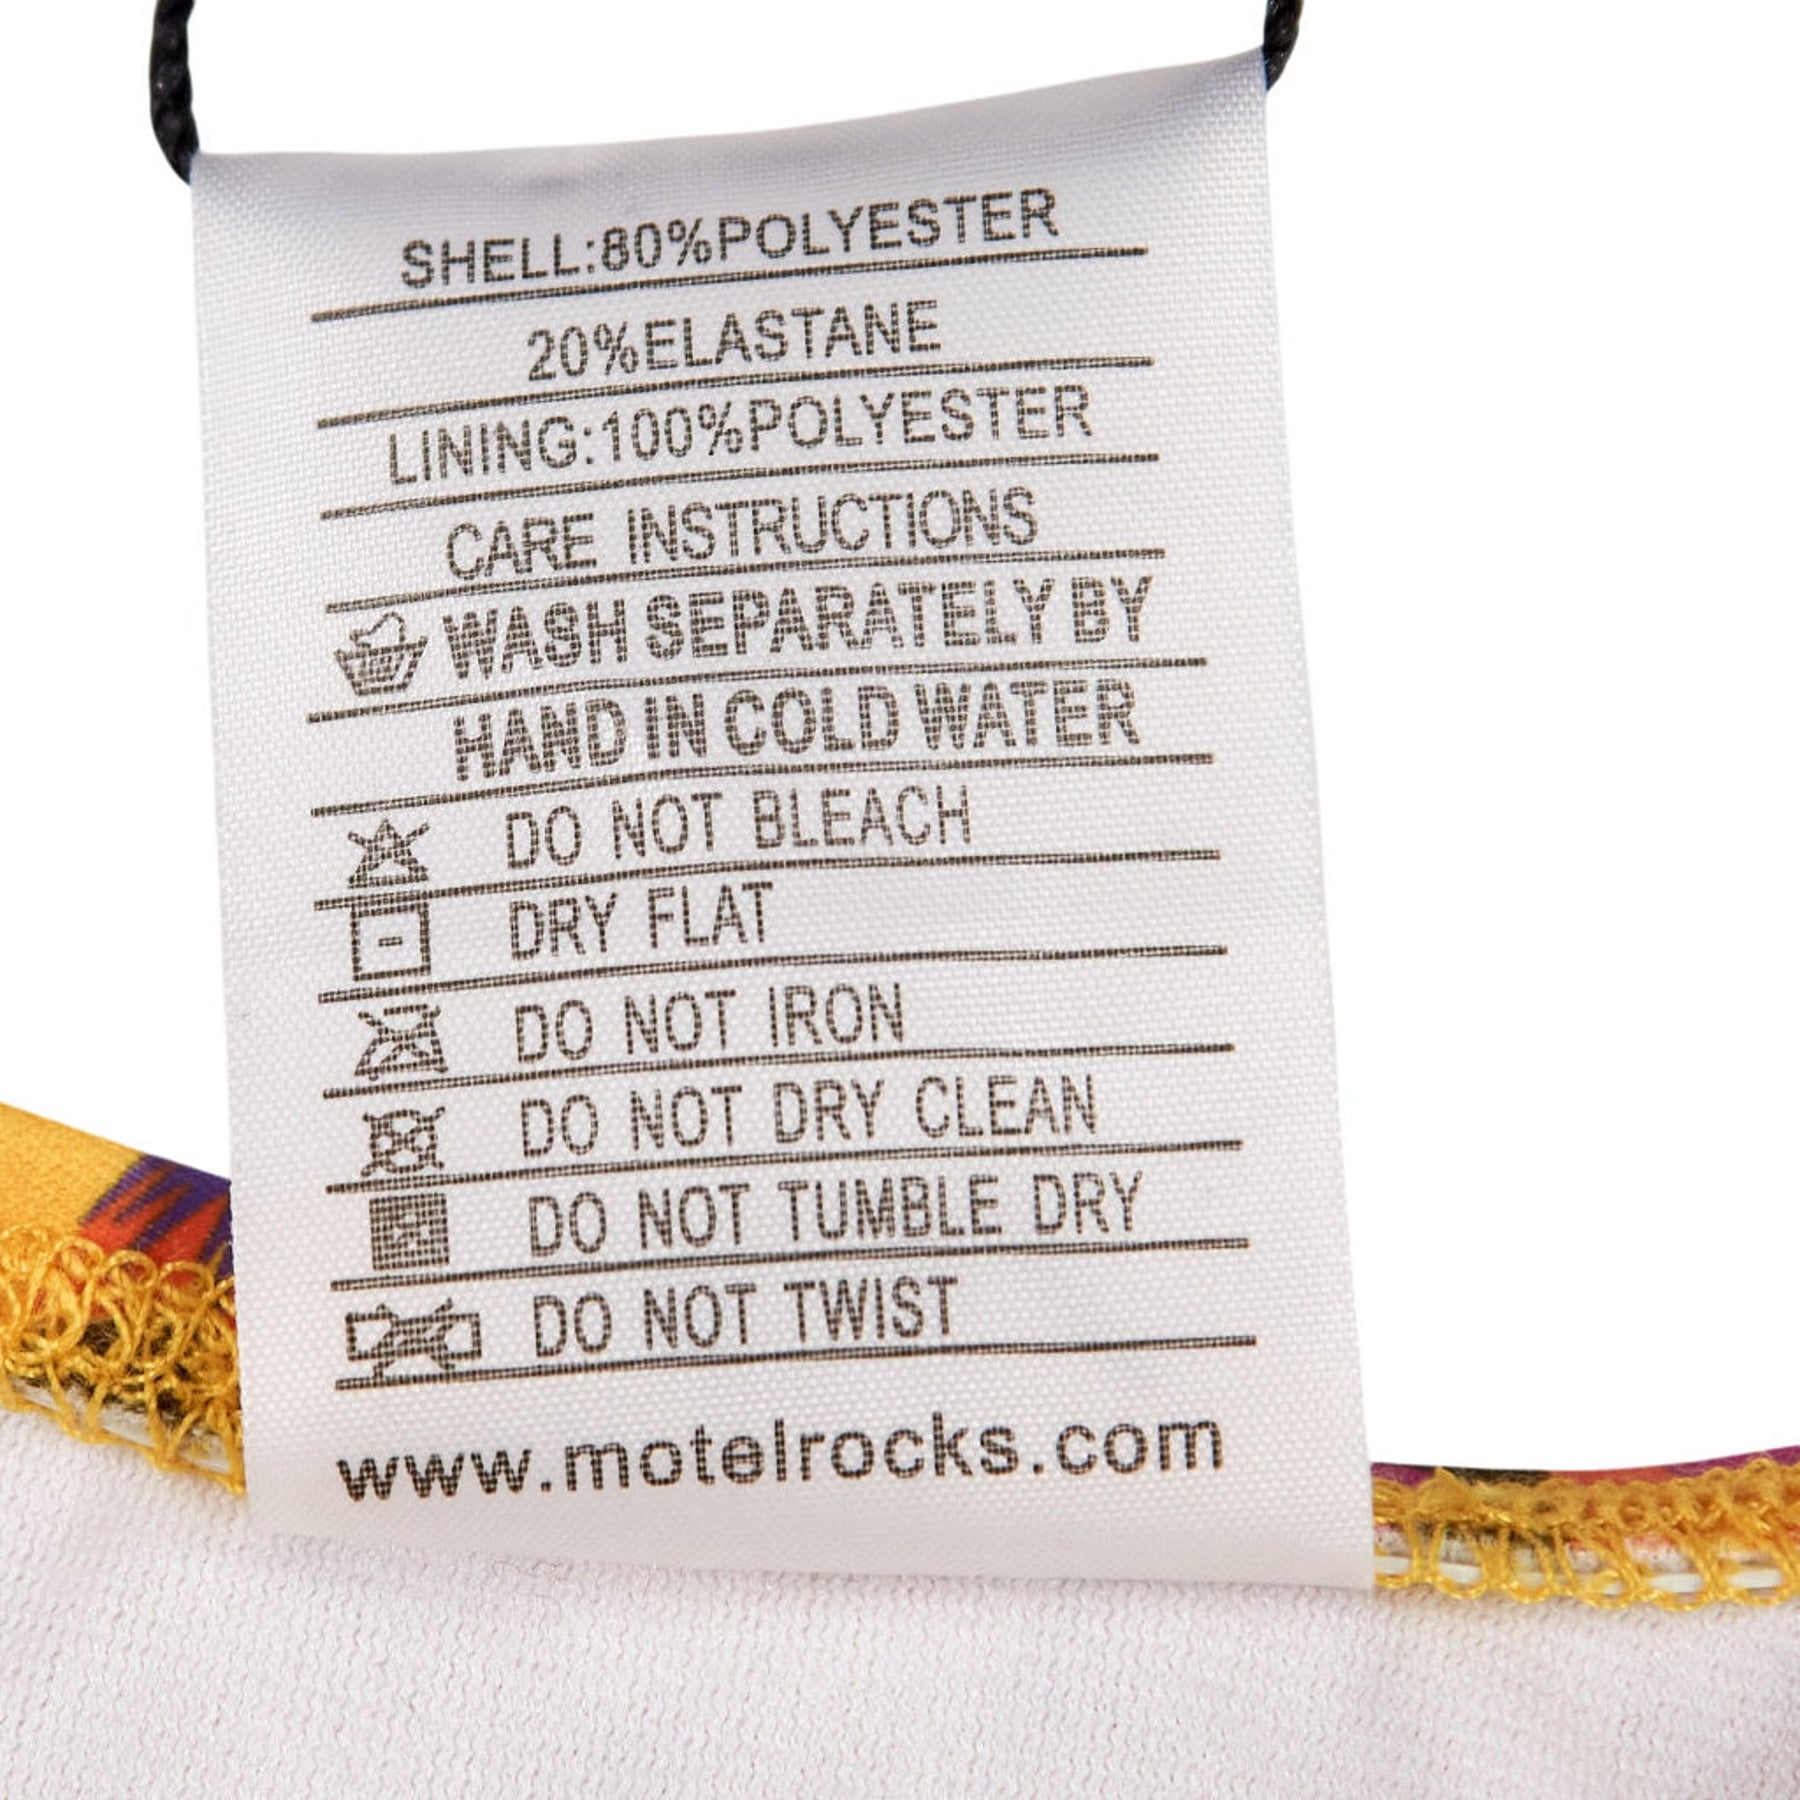 SHELL:80%POLYESTER
20%ELASTANE
LINING:100%POLYESTER
CARE INSTRUCTIONS
WASH SEPARATELY BY
HAND IN COLD WATER
DO NOT BLEACH
DRY FLAT
DO NOT IRON
DO NOT DRY CLEAN
DO NOT TUMBLE DRY
DO NOT TWIST
www.motelrocks.com